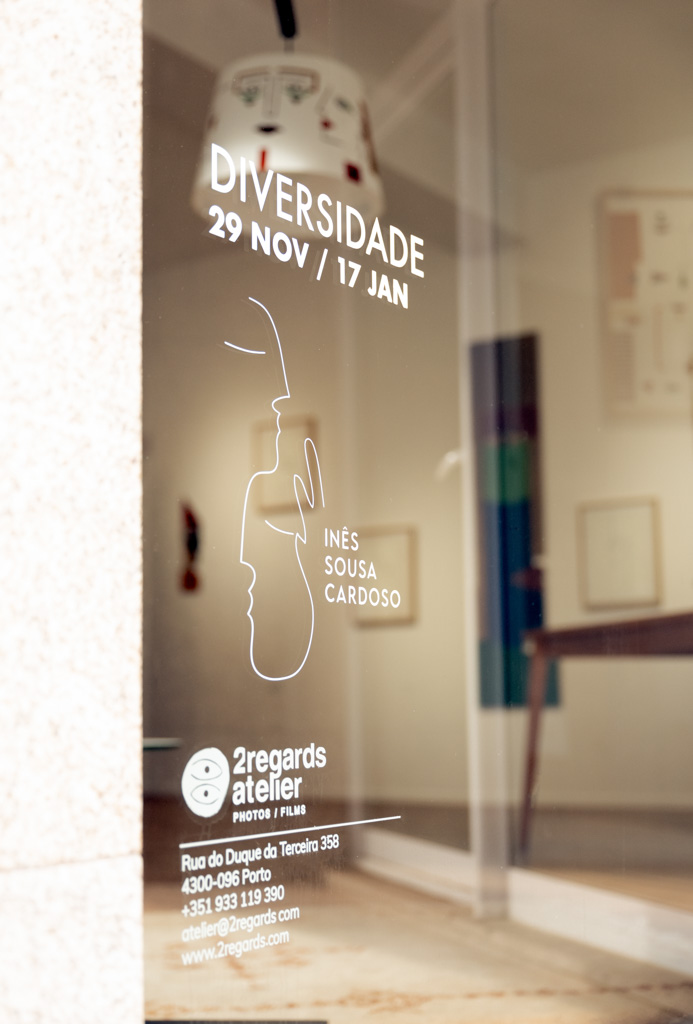 DIVERSIDADE
29 NOV / 17 JAN
INÊS
SOUSA
CARDOSO
2regards
atelier
PHOTOS / FILMS
Rua do Duque da Terceira 358
4300-096 Porto
+351 933 119 390
atelier@2regards.com
www.2regards.com